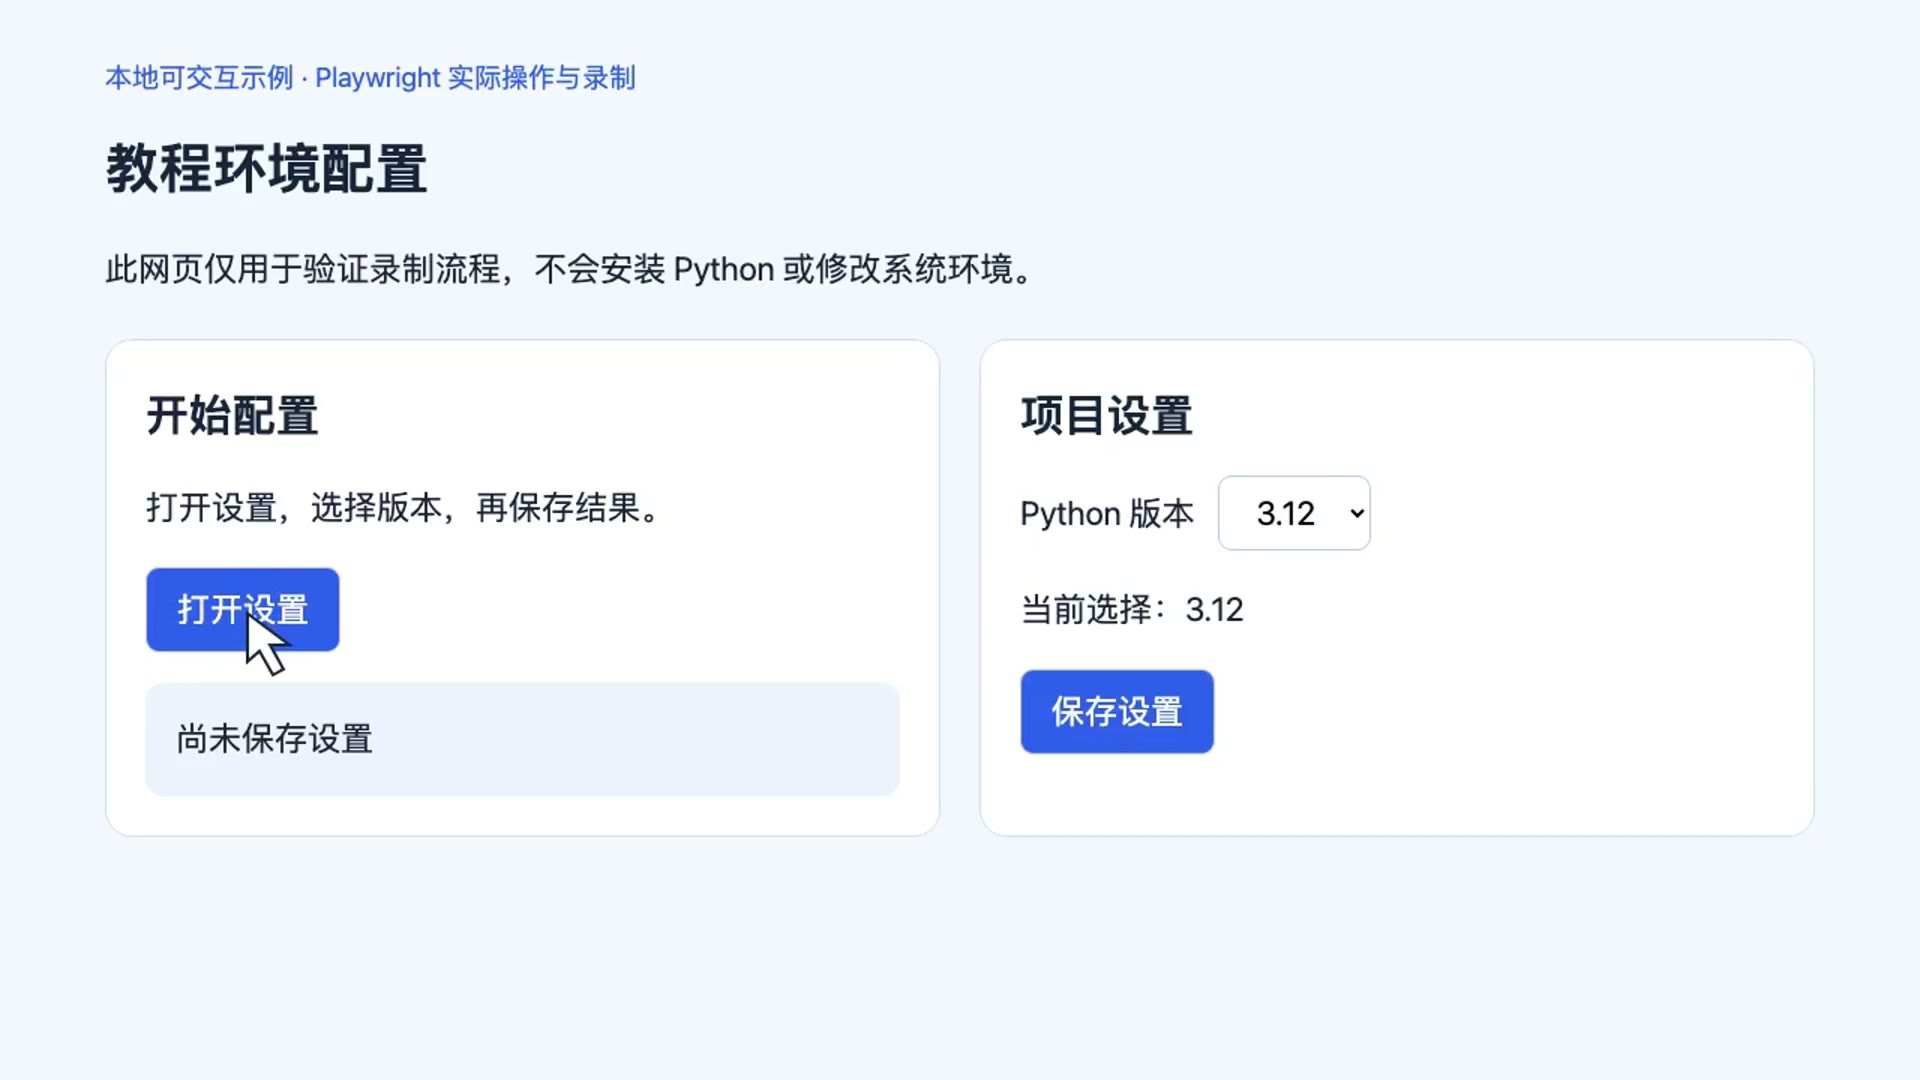 本地可交互示例 · Playwright 实际操作与录制
教程环境配置
此网页仅用于验证录制流程，不会安装 Python 或修改系统环境。
开始配置
打开设置，选择版本，再保存结果。
打开设置
尚未保存设置
项目设置
Python 版本 3.12
当前选择：3.12
保存设置